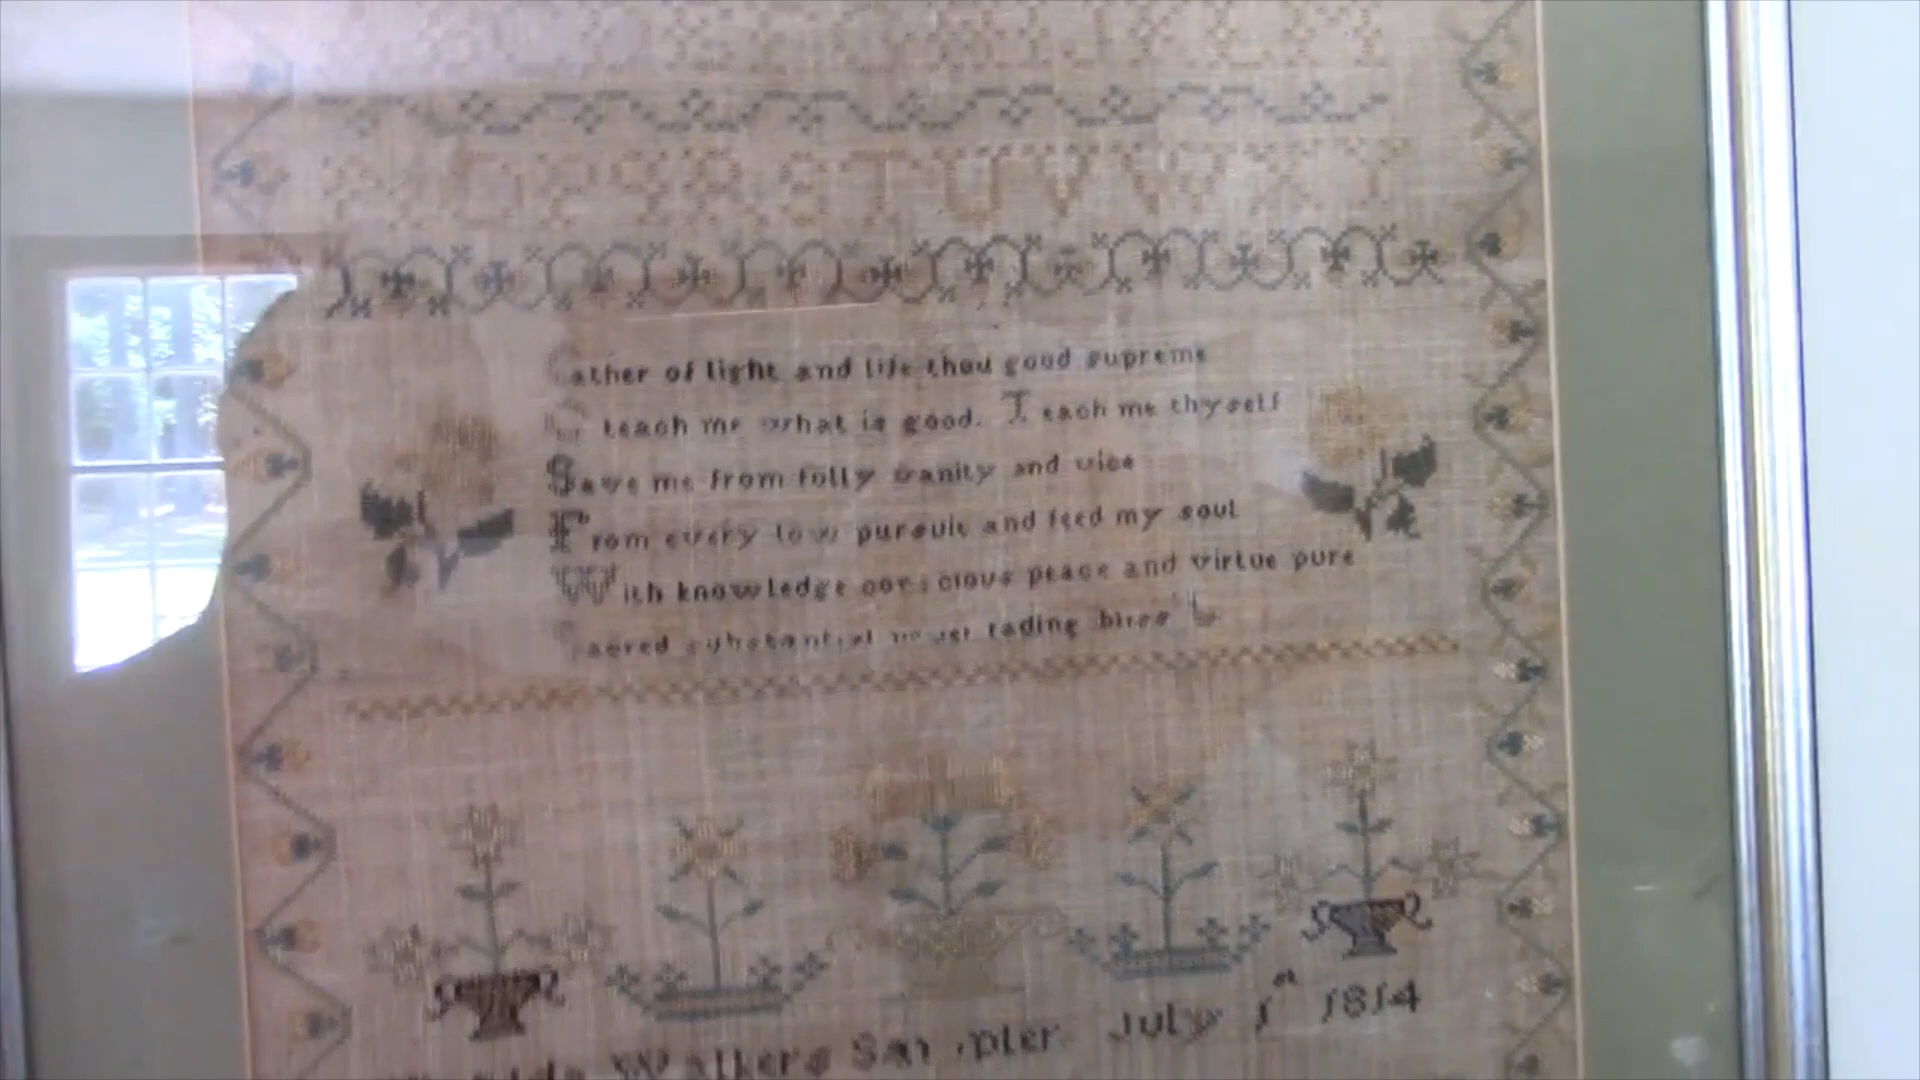 Q R S T U V W X Y
Father of light and life thou good supreme
O teach me what is good. Teach me thyself
Save me from folly vanity and vice
From every low pursuit and feed my soul
With knowledge conscious peace and virtue pure
Sacred substantial never fading bliss
Walkers Sampler July 1st 1814